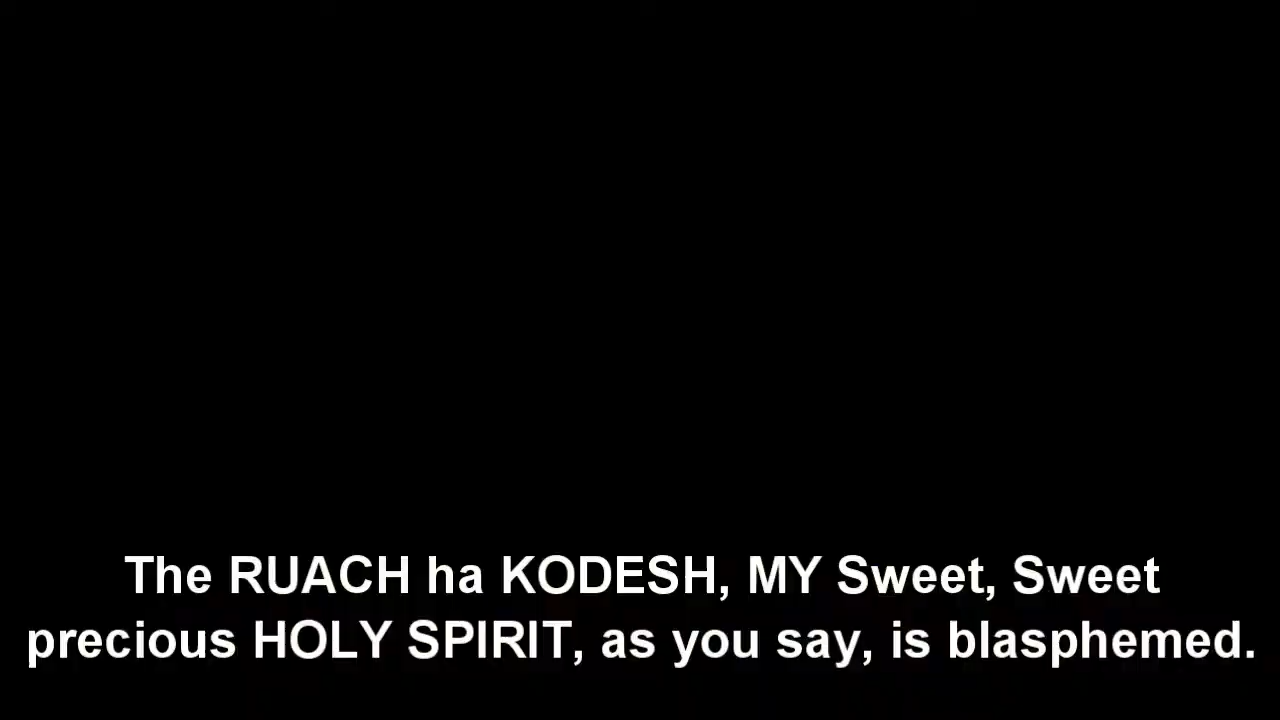 The RUACH ha KODESH, MY Sweet, Sweet
precious HOLY SPIRIT, as you say, is blasphemed.